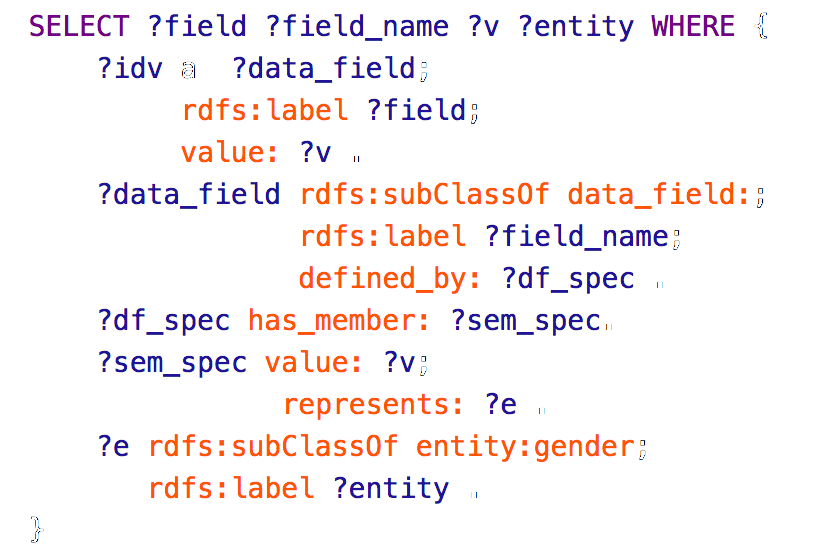 SELECT ?field ?field_name ?v ?entity WHERE {
?idv a ?data_field;
rdfs:label ?field;
value: ?v .
?data_field rdfs:subClassOf data_field:;
rdfs:label ?field_name;
defined_by: ?df_spec .
?df_spec has_member: ?sem_spec.
?sem_spec value: ?v;
represents: ?e .
?e rdfs:subClassOf entity:gender;
rdfs:label ?entity .
}